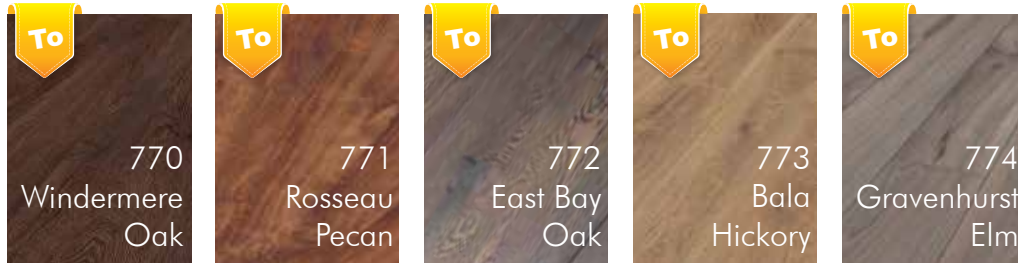 To
770
Windermere
Oak
To
771
Rosseau
Pecan
To
772
East Bay
Oak
To
773
Bala
Hickory
To
774
Gravenhurst
Elm